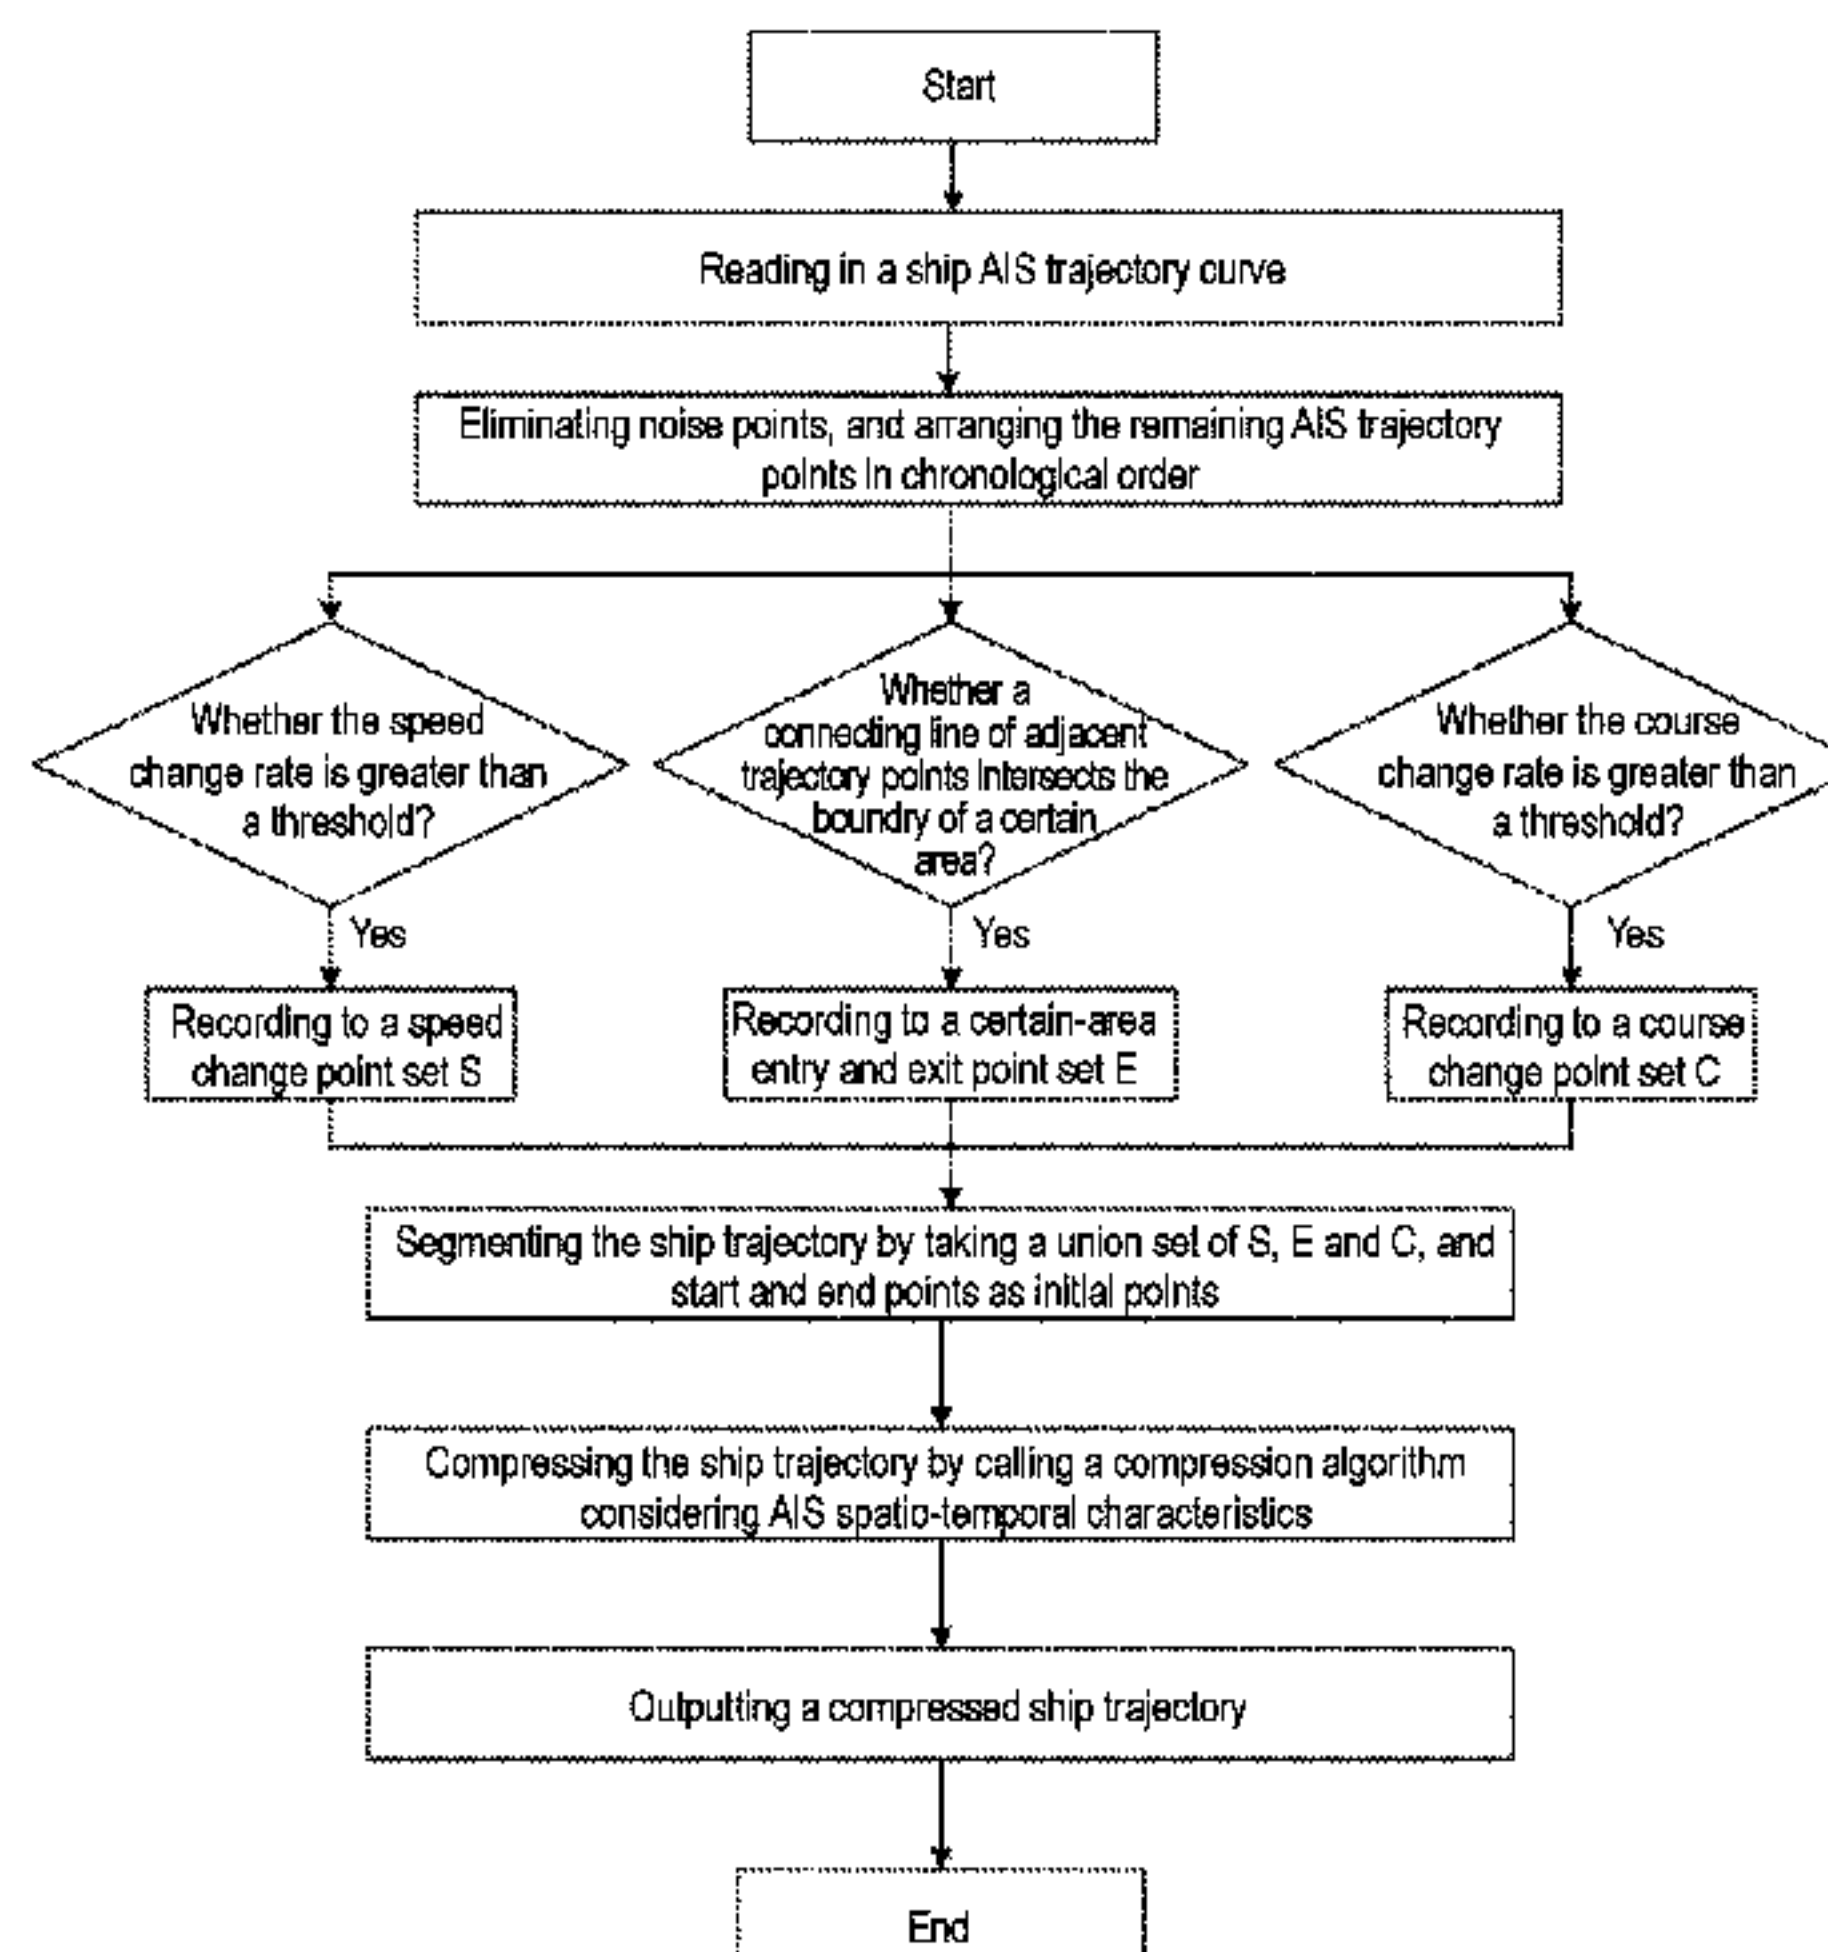 Start
Reading in a ship AIS trajectory curve
Eliminating noise points, and arranging the remaining AIS trajectory
points in chronological order
Whether the speed
change rate is greater than
a threshold?
Whether a
connecting line of adjacent
trajectory points intersects the
boundry of a certain
area?
Whether the course
change rate is greater than
a threshold?
Yes
Yes
Yes
Recording to a speed
change point set S
Recording to a certain-area
entry and exit point set E
Recording to a course
change point set C
Segmenting the ship trajectory by taking a union set of S, E and C, and
start and end points as initial points
Compressing the ship trajectory by calling a compression algorithm
considering AIS spatio-temporal characteristics
Outputting a compressed ship trajectory
End